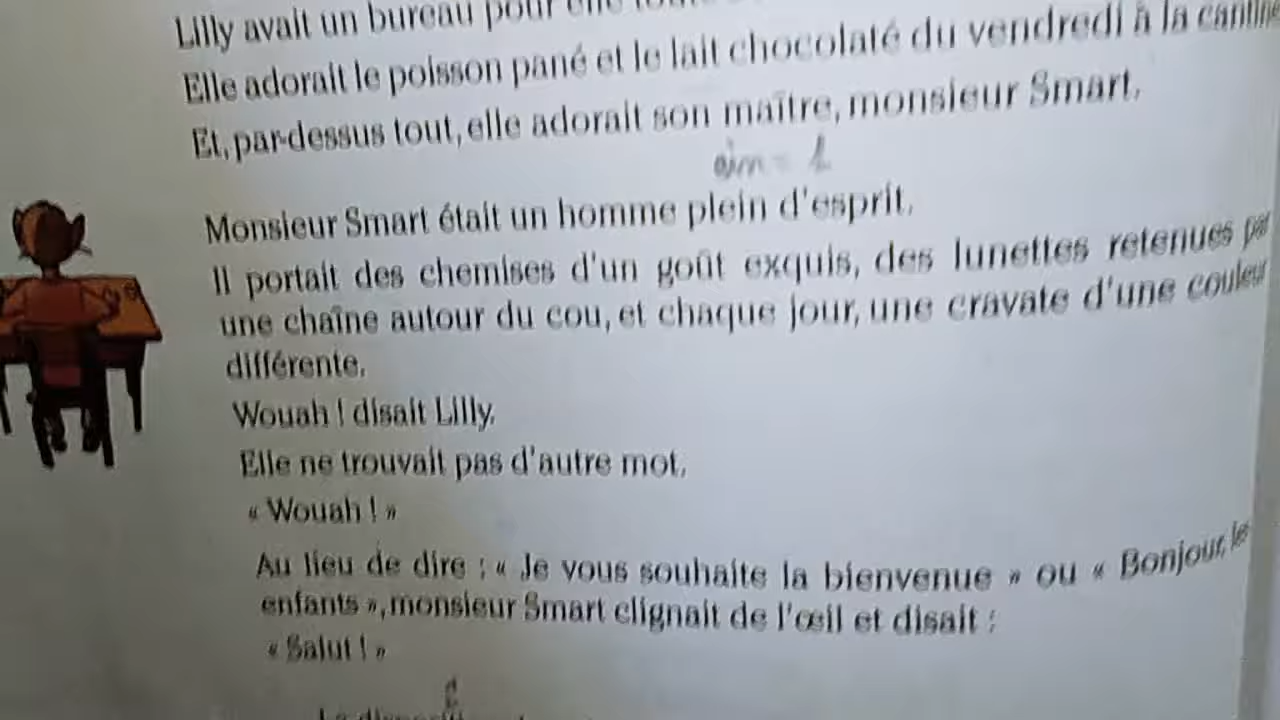 Lilly avait un bureau pour elle
Elle adorait le poisson pané et le lait chocolaté du vendredi à la cantine
Et, par-dessus tout, elle adorait son maître, monsieur Smart.
Monsieur Smart était un homme plein d'esprit.
Il portait des chemises d'un goût exquis, des lunettes retenues par
une chaîne autour du cou, et chaque jour, une cravate d'une couleur
différente.
Wouah ! disait Lilly.
Elle ne trouvait pas d'autre mot.
« Wouah ! »
Au lieu de dire : « Je vous souhaite la bienvenue » ou « Bonjour, les
enfants », monsieur Smart clignait de l'œil et disait :
« Salut ! »